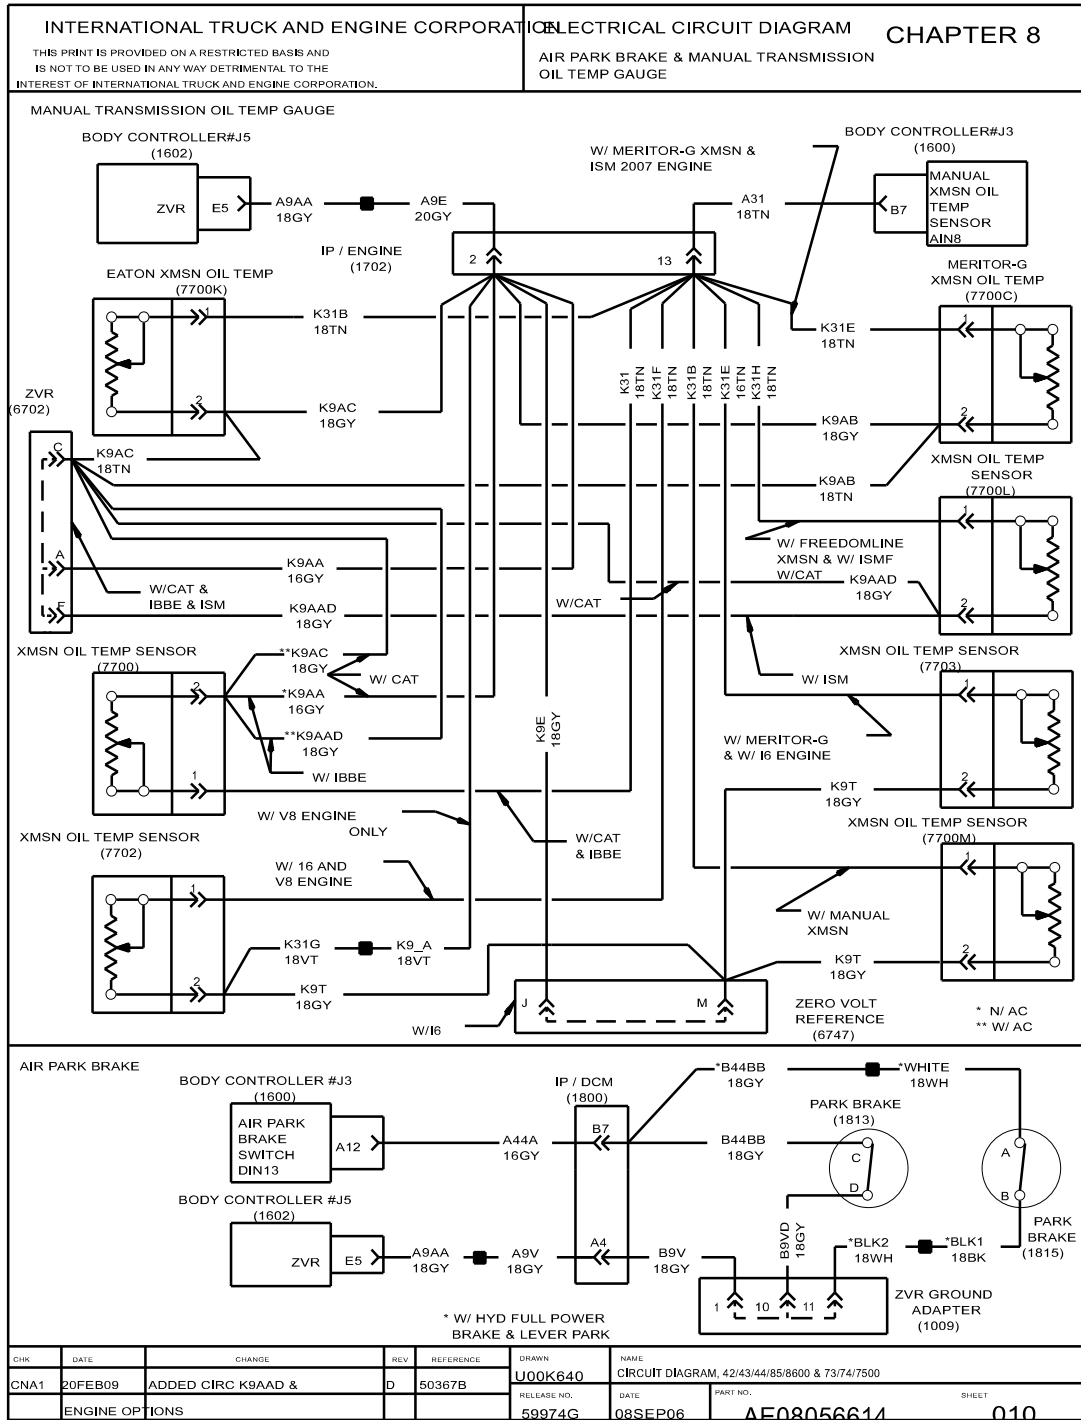 INTERNATIONAL TRUCK AND ENGINE CORPORATION
ELECTRICAL CIRCUIT DIAGRAM
CHAPTER 8
THIS PRINT IS PROVIDED ON A RESTRICTED BASIS AND
IS NOT TO BE USED IN ANY WAY DETRIMENTAL TO THE
INTEREST OF INTERNATIONAL TRUCK AND ENGINE CORPORATION.
AIR PARK BRAKE & MANUAL TRANSMISSION
OIL TEMP GAUGE
MANUAL TRANSMISSION OIL TEMP GAUGE
BODY CONTROLLER#J5
(1602)
ZVR
E5
A9AA
18GY
A9E
20GY
W/ MERITOR-G XMSN &
ISM 2007 ENGINE
BODY CONTROLLER#J3
(1600)
A31
18TN
B7
MANUAL
XMSN OIL
TEMP
SENSOR
AIN8
IP / ENGINE
(1702)
2
13
EATON XMSN OIL TEMP
(7700K)
1
K31B
18TN
2
K9AC
18GY
MERITOR-G
XMSN OIL TEMP
(7700C)
1
K31E
18TN
2
K9AB
18GY
K31
18TN
K31F
18TN
K31B
18TN
K31E
16TN
K31H
18TN
ZVR
(6702)
C
K9AC
18TN
A
F
K9AB
18TN
XMSN OIL TEMP
SENSOR
(7700L)
1
W/ FREEDOMLINE
XMSN & W/ ISMF
W/CAT
K9AAD
18GY
2
W/CAT &
IBBE & ISM
K9AA
16GY
K9AAD
18GY
W/CAT
XMSN OIL TEMP SENSOR
(7700)
2
**K9AC
18GY
W/ CAT
*K9AA
16GY
**K9AAD
18GY
W/ IBBE
1
K9E
18GY
W/ ISM
XMSN OIL TEMP SENSOR
(7703)
1
W/ MERITOR-G
& W/ I6 ENGINE
2
K9T
18GY
W/ V8 ENGINE
ONLY
W/CAT
& IBBE
XMSN OIL TEMP SENSOR
(7702)
W/ 16 AND
V8 ENGINE
1
K31G
18VT
K9_A
18VT
2
K9T
18GY
XMSN OIL TEMP SENSOR
(7700M)
1
W/ MANUAL
XMSN
2
K9T
18GY
W/I6
J
M
ZERO VOLT
REFERENCE
(6747)
* N/ AC
** W/ AC
AIR PARK BRAKE
BODY CONTROLLER #J3
(1600)
AIR PARK
BRAKE
SWITCH
DIN13
A12
A44A
16GY
IP / DCM
(1800)
B7
*B44BB
18GY
*WHITE
18WH
B44BB
18GY
PARK BRAKE
(1813)
C
D
A
B
PARK
BRAKE
(1815)
BODY CONTROLLER #J5
(1602)
ZVR
E5
A9AA
18GY
A9V
18GY
A4
B9V
18GY
B9VD
18GY
*BLK2
18WH
*BLK1
18BK
1
10
11
ZVR GROUND
ADAPTER
(1009)
* W/ HYD FULL POWER
BRAKE & LEVER PARK
CHK
DATE
CHANGE
REV
REFERENCE
DRAWN
NAME
CNA1
20FEB09
ADDED CIRC K9AAD &
D
50367B
U00K640
CIRCUIT DIAGRAM, 42/43/44/85/8600 & 73/74/7500
ENGINE OPTIONS
RELEASE NO.
59974G
DATE
08SEP06
PART NO.
AE08056614
SHEET
010